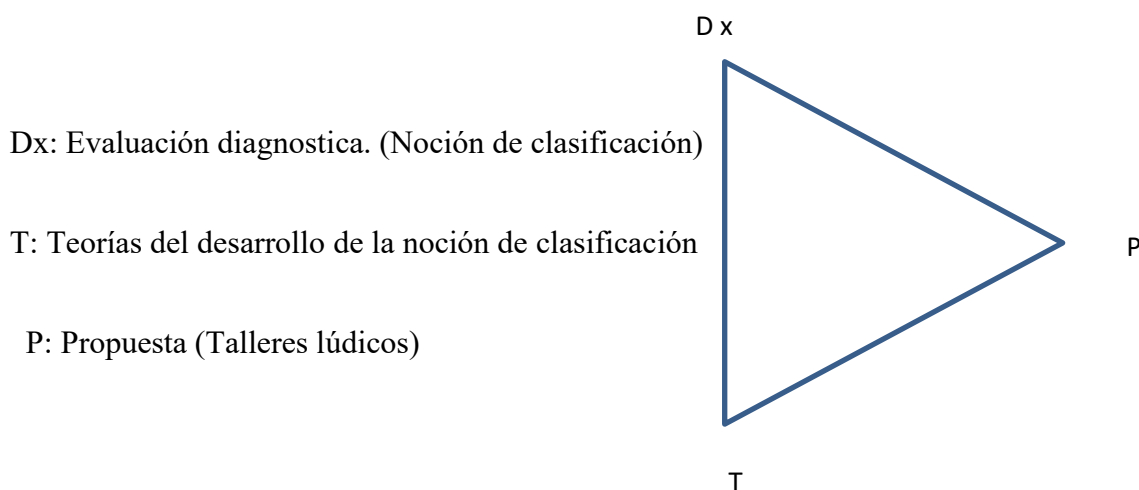 D x
Dx: Evaluación diagnostica. (Noción de clasificación)
T: Teorías del desarrollo de la noción de clasificación
P
P: Propuesta (Talleres lúdicos)
T